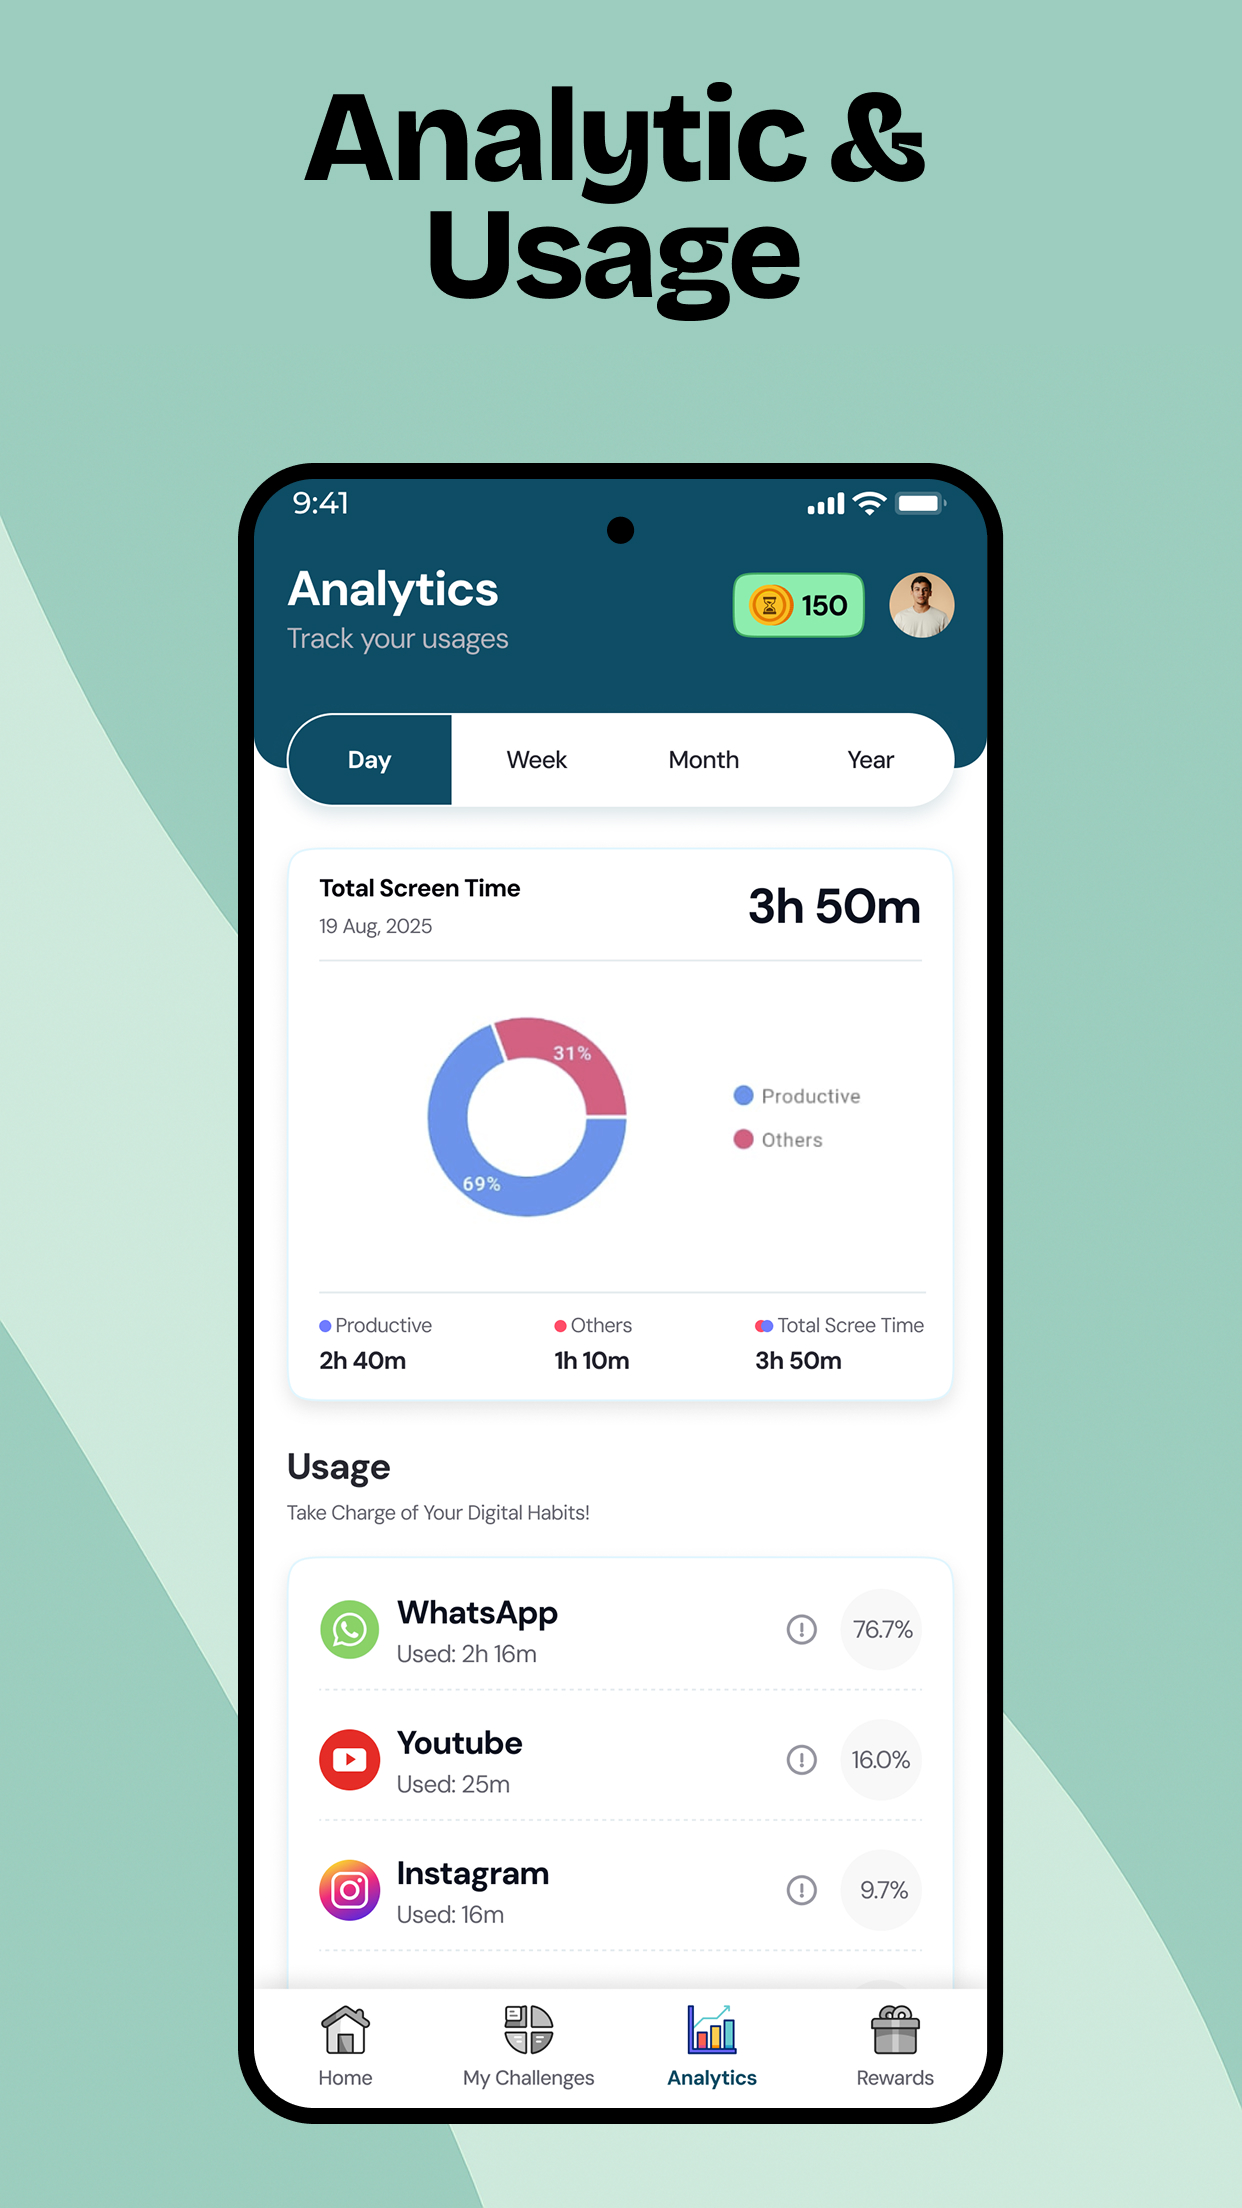 Analytic &
Usage
9:41
Analytics
150
Track your usages
Day Week Month Year
Total Screen Time
3h 50m
19 Aug, 2025
31%
Productive
Others
69%
Productive Others Total Scree Time
2h 40m 1h 10m 3h 50m
Usage
Take Charge of Your Digital Habits!
WhatsApp
76.7%
Used: 2h 16m
Youtube
16.0%
Used: 25m
Instagram
9.7%
Used: 16m
Home My Challenges Analytics Rewards